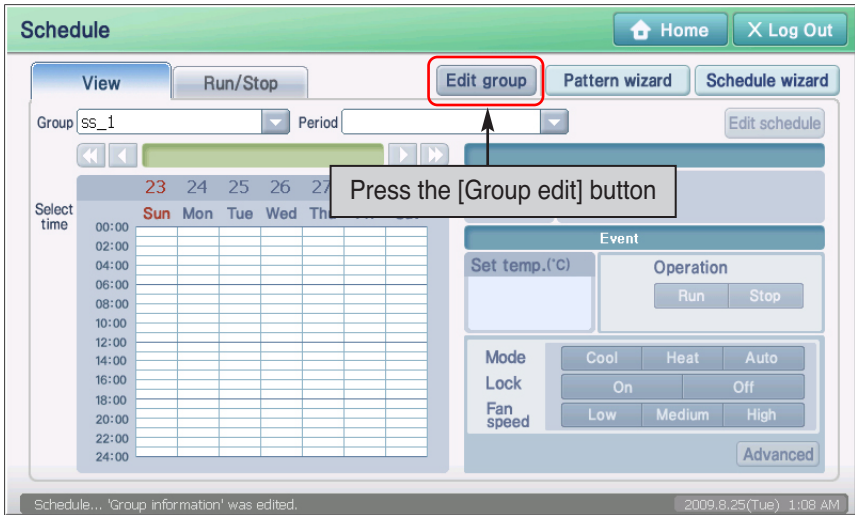 Schedule
Home
X Log Out
View
Run/Stop
Edit group
Pattern wizard
Schedule wizard
Group ss_1
Period
Edit schedule
Press the [Group edit] button
23 24 25 26 27
Select time
Sun Mon Tue Wed
00:00
02:00
04:00
06:00
08:00
10:00
12:00
14:00
16:00
18:00
20:00
22:00
24:00
Event
Set temp.(°C)
Operation
Run Stop
Mode Cool Heat Auto
Lock On Off
Fan speed Low Medium High
Advanced
Schedule... 'Group information' was edited.
2009.8.25(Tue) 1:08 AM